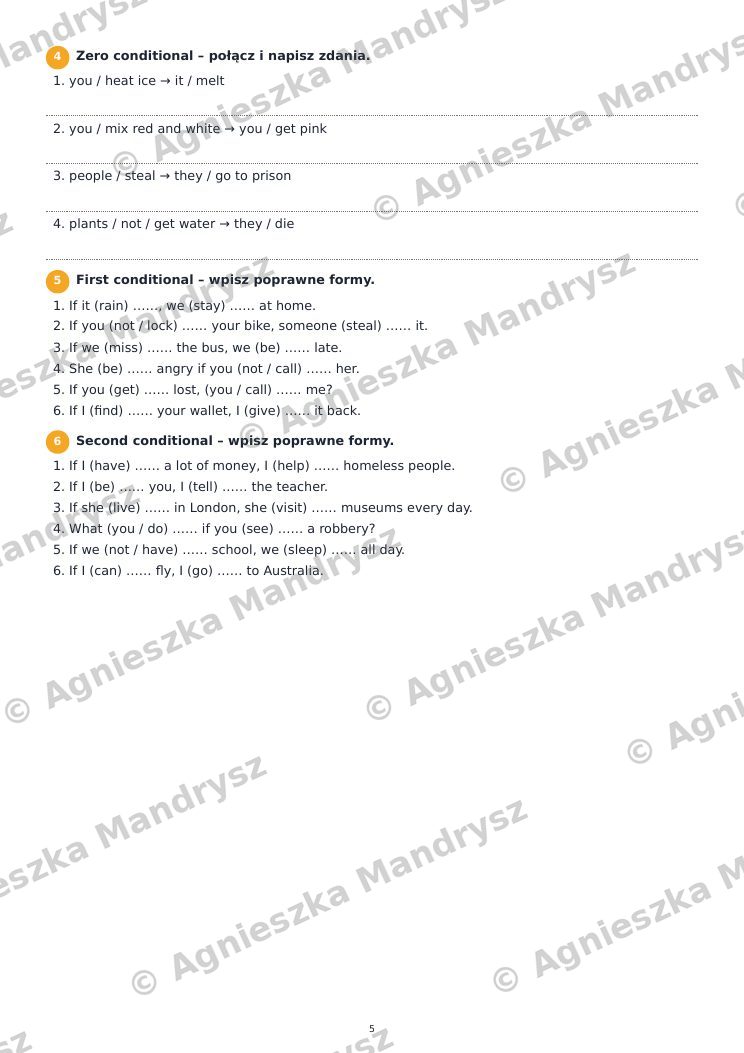 4 Zero conditional – połącz i napisz zdania.
1. you / heat ice → it / melt
2. you / mix red and white → you / get pink
3. people / steal → they / go to prison
4. plants / not / get water → they / die
5 First conditional – wpisz poprawne formy.
1. If it (rain) ……, we (stay) …… at home.
2. If you (not / lock) …… your bike, someone (steal) …… it.
3. If we (miss) …… the bus, we (be) …… late.
4. She (be) …… angry if you (not / call) …… her.
5. If you (get) …… lost, (you / call) …… me?
6. If I (find) …… your wallet, I (give) …… it back.
6 Second conditional – wpisz poprawne formy.
1. If I (have) …… a lot of money, I (help) …… homeless people.
2. If I (be) …… you, I (tell) …… the teacher.
3. If she (live) …… in London, she (visit) …… museums every day.
4. What (you / do) …… if you (see) …… a robbery?
5. If we (not / have) …… school, we (sleep) …… all day.
6. If I (can) …… fly, I (go) …… to Australia.
© Agnieszka Mandrysz
5